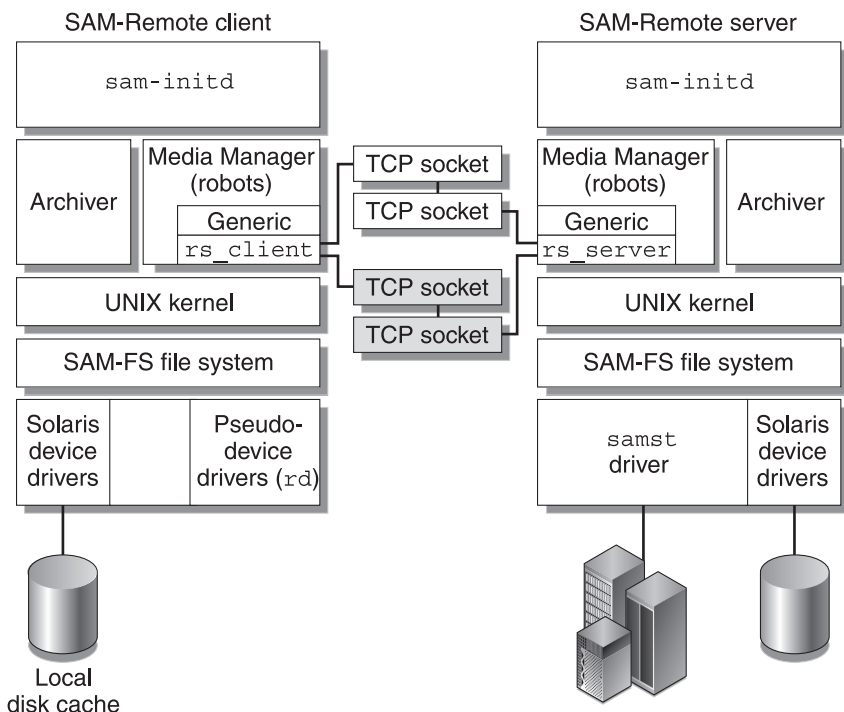 SAM-Remote client
sam-initd
Archiver
Media Manager
(robots)
Generic
rs_client
UNIX kernel
SAM-FS file system
Solaris
device
drivers
Pseudo-
device
drivers (rd)
Local
disk cache
TCP socket
TCP socket
TCP socket
TCP socket
SAM-Remote server
sam-initd
Media Manager
(robots)
Generic
rs_server
Archiver
UNIX kernel
SAM-FS file system
samst
driver
Solaris
device
drivers